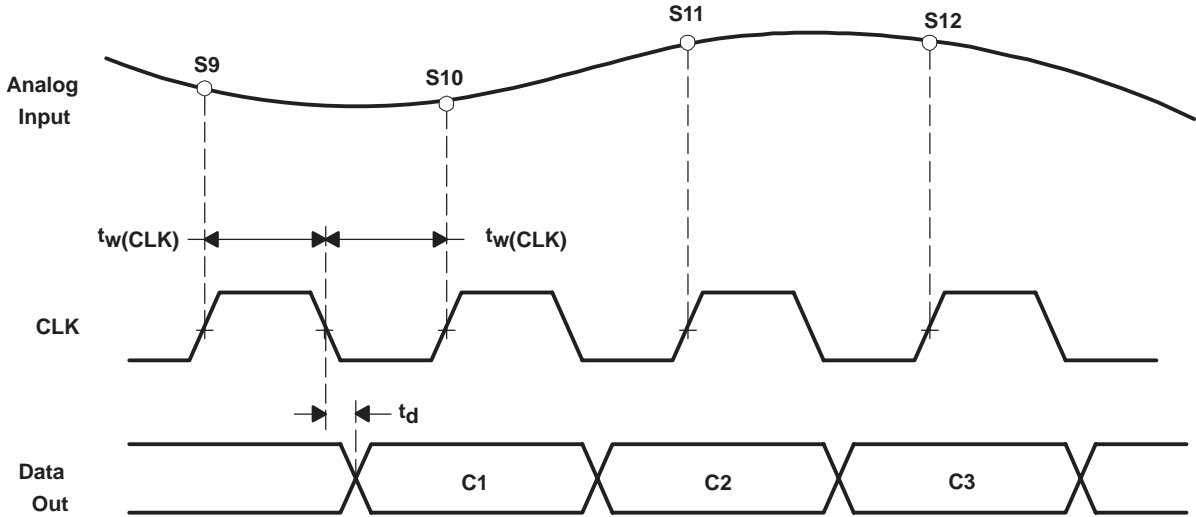 S11
S12
S9
S10
Analog
Input
tw(CLK)
tw(CLK)
CLK
td
Data
Out
C1
C2
C3